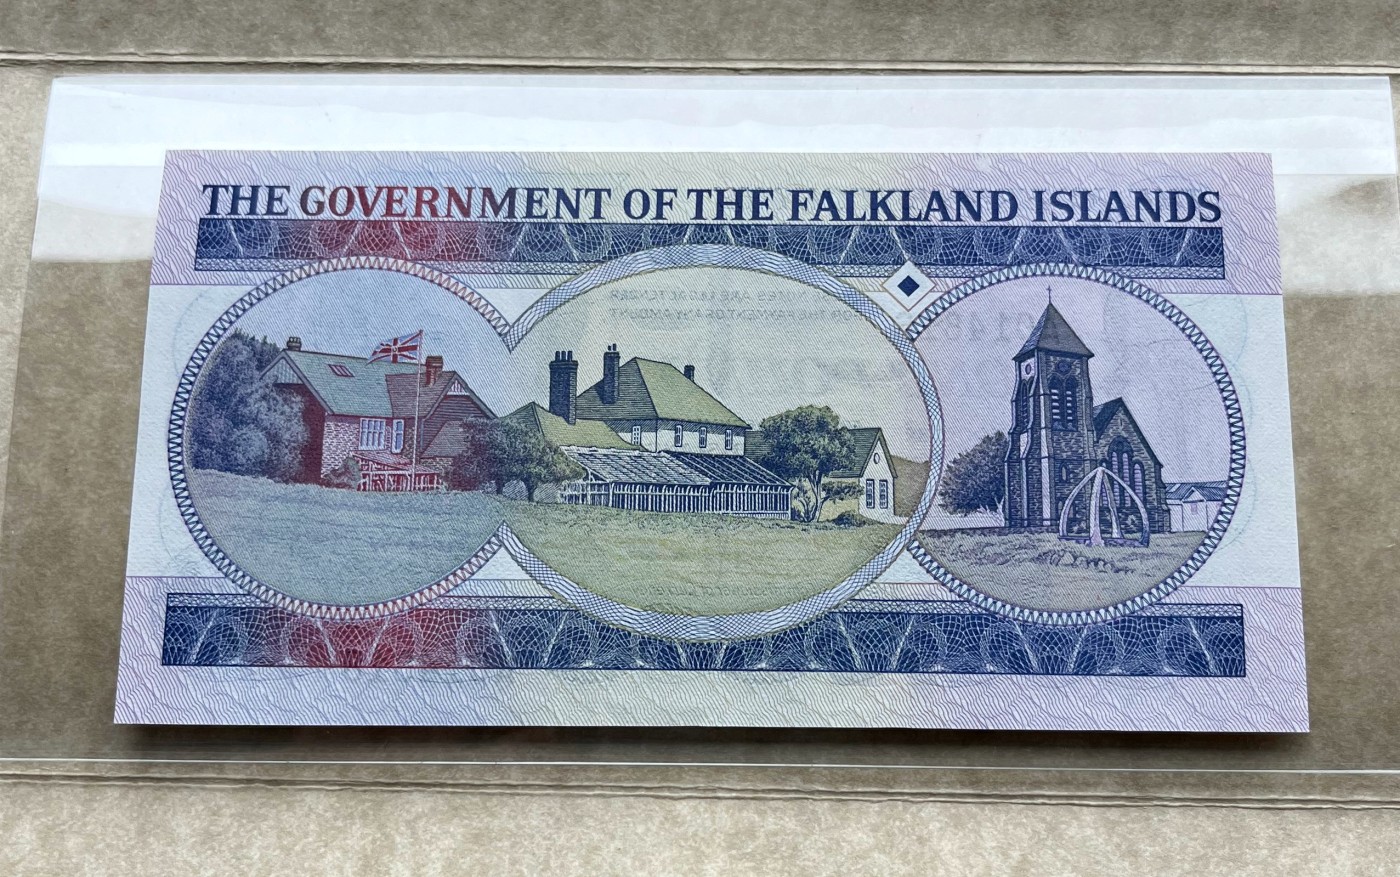 THE GOVERNMENT OF THE FALKLAND ISLANDS